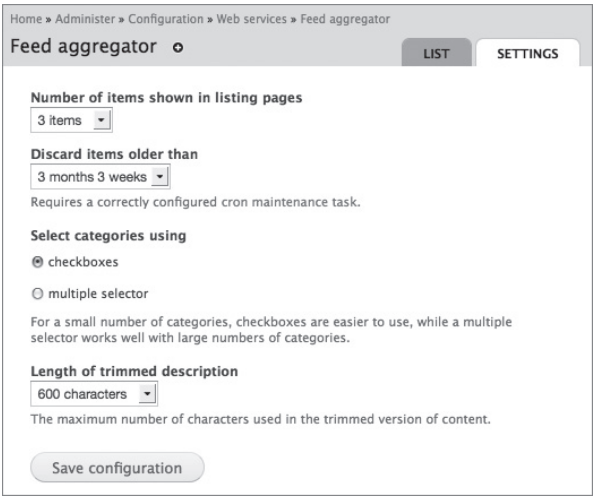 Home » Administer » Configuration » Web services » Feed aggregator
Feed aggregator
LIST
SETTINGS
Number of items shown in listing pages
3 items
Discard items older than
3 months 3 weeks
Requires a correctly configured cron maintenance task.
Select categories using
checkboxes
multiple selector
For a small number of categories, checkboxes are easier to use, while a multiple
selector works well with large numbers of categories.
Length of trimmed description
600 characters
The maximum number of characters used in the trimmed version of content.
Save configuration